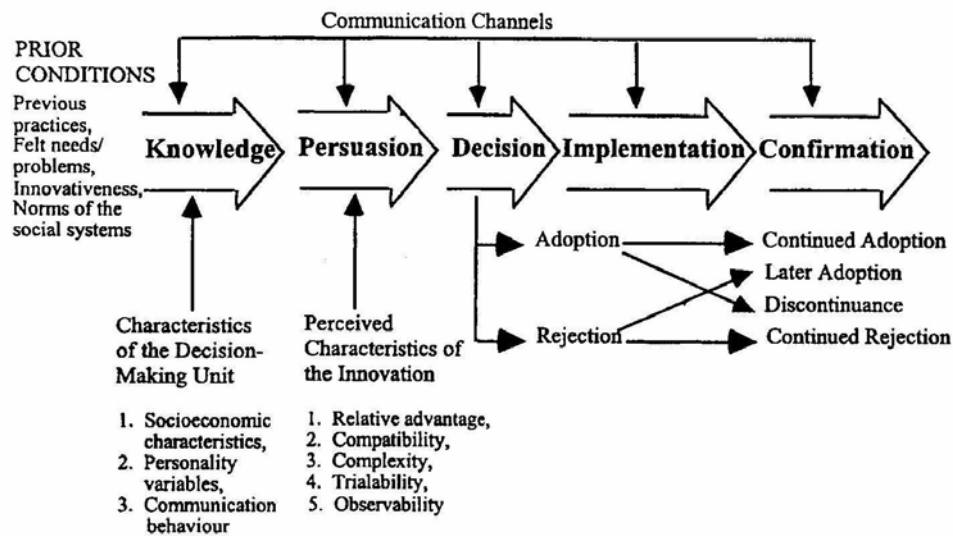 Communication Channels
PRIOR
CONDITIONS
Previous
practices,
Felt needs/
problems,
Innovativeness,
Norms of the
social systems
Knowledge
Persuasion
Decision
Implementation
Confirmation
Adoption
Rejection
Continued Adoption
Later Adoption
Discontinuance
Continued Rejection
Characteristics
of the Decision-
Making Unit
1. Socioeconomic
characteristics,
2. Personality
variables,
3. Communication
behaviour
Perceived
Characteristics of
the Innovation
1. Relative advantage,
2. Compatibility,
3. Complexity,
4. Trialability,
5. Observability